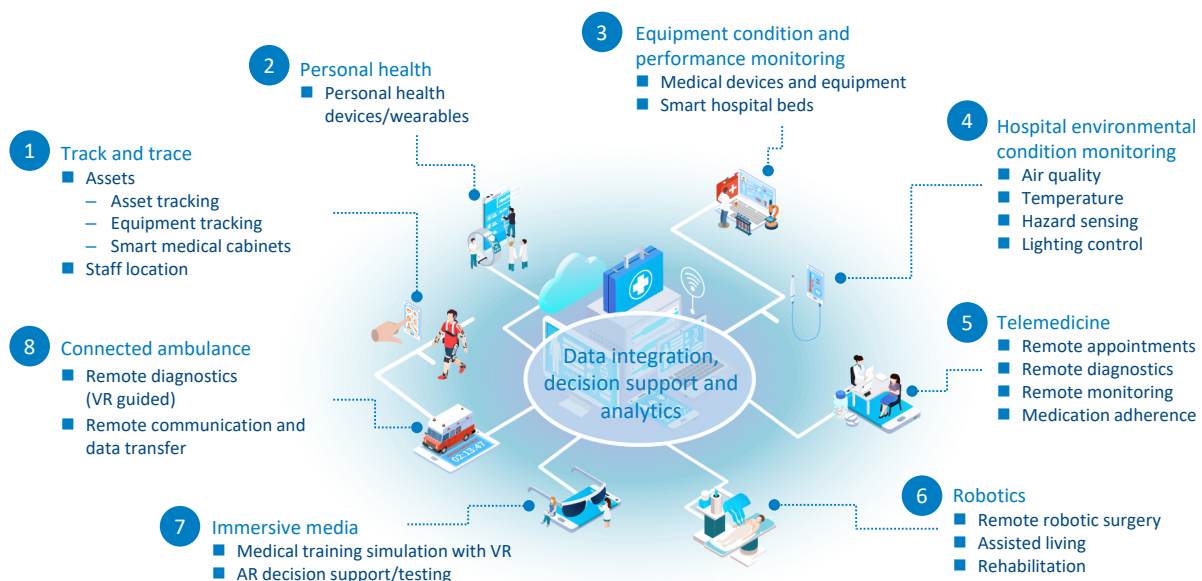 1
Track and trace
■ Assets
– Asset tracking
– Equipment tracking
– Smart medical cabinets
■ Staff location
2
Personal health
■ Personal health
devices/wearables
3
Equipment condition and
performance monitoring
■ Medical devices and equipment
■ Smart hospital beds
4
Hospital environmental
condition monitoring
■ Air quality
■ Temperature
■ Hazard sensing
■ Lighting control
5
Telemedicine
■ Remote appointments
■ Remote diagnostics
■ Remote monitoring
■ Medication adherence
6
Robotics
■ Remote robotic surgery
■ Assisted living
■ Rehabilitation
7
Immersive media
■ Medical training simulation with VR
■ AR decision support/testing
8
Connected ambulance
■ Remote diagnostics
(VR guided)
■ Remote communication and
data transfer
Data integration,
decision support and
analytics
02:13:47